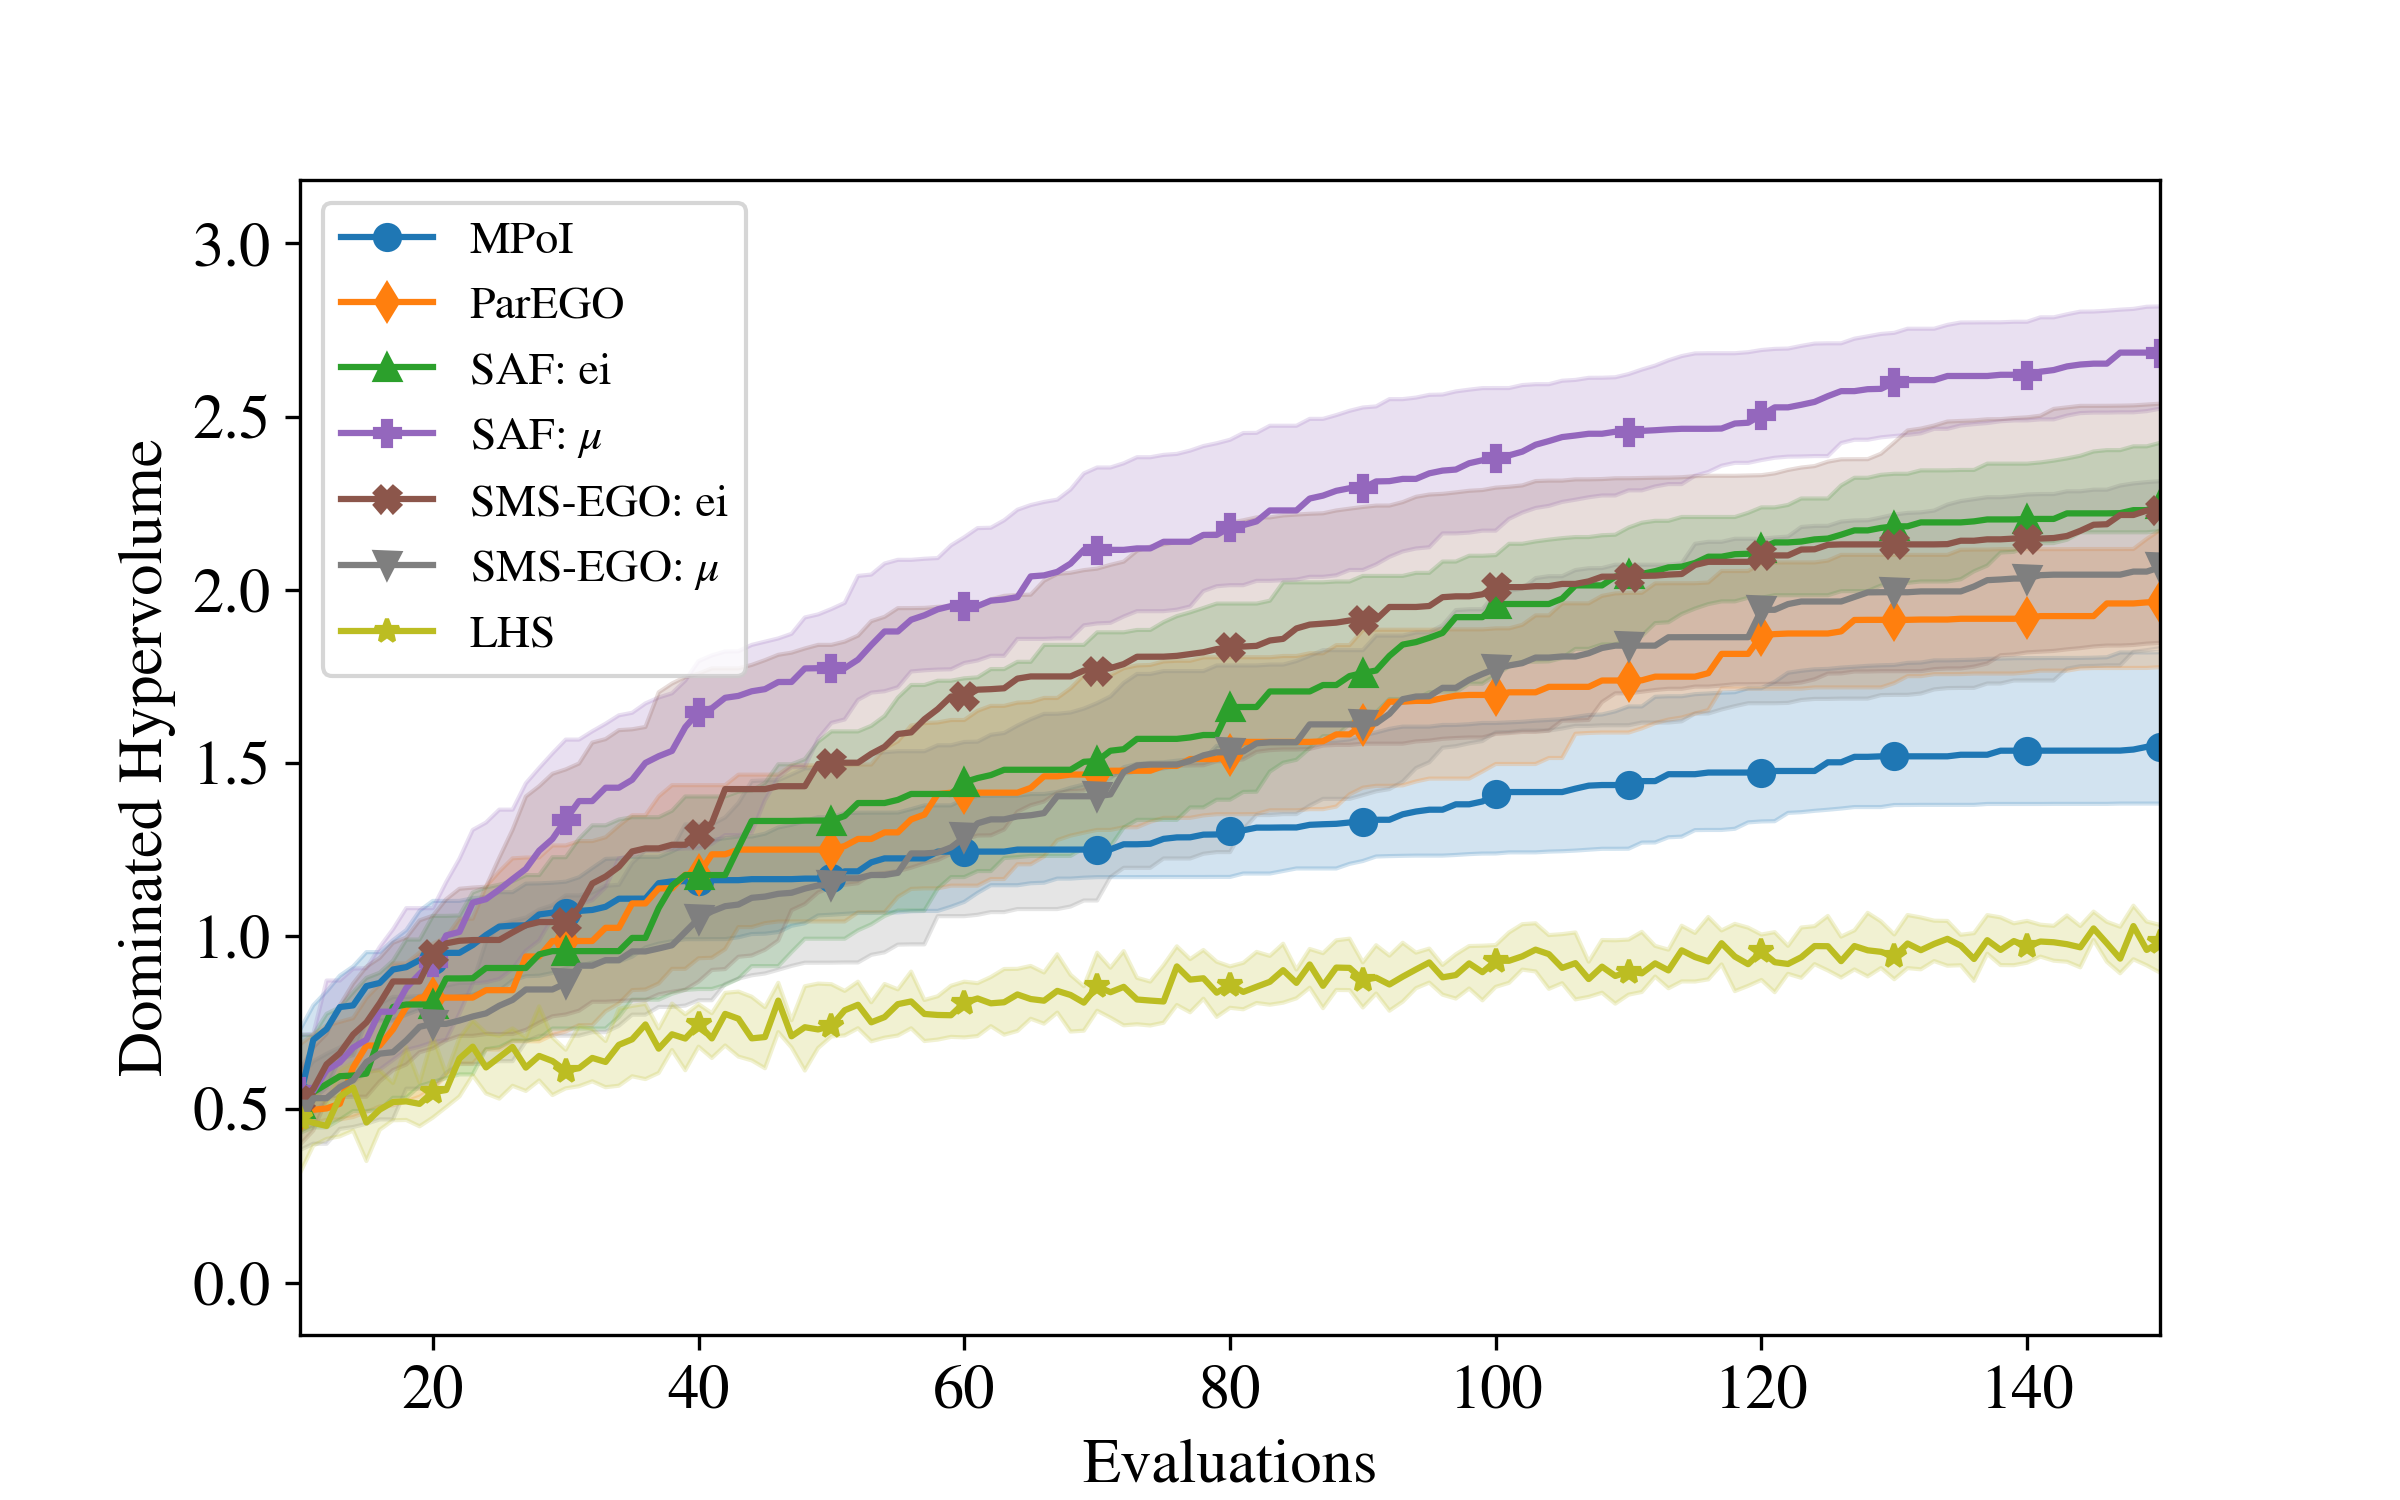 MPoI
ParEGO
SAF: ei
SAF: μ
SMS-EGO: ei
SMS-EGO: μ
LHS
Dominated Hypervolume
3.0
2.5
2.0
1.5
1.0
0.5
0.0
20 40 60 80 100 120 140
Evaluations